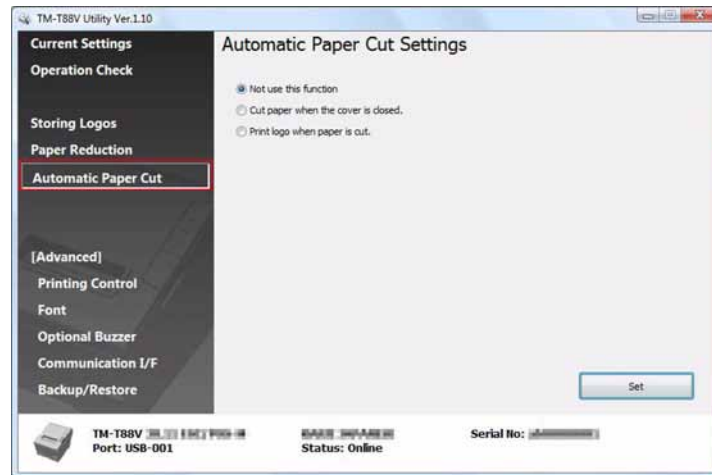 TM-T88V Utility Ver.1.10
Current Settings
Operation Check
Storing Logos
Paper Reduction
Automatic Paper Cut
[Advanced]
Printing Control
Font
Optional Buzzer
Communication I/F
Backup/Restore
Automatic Paper Cut Settings
Not use this function
Cut paper when the cover is closed.
Print logo when paper is cut.
Set
TM-T88V
Port: USB-001
Status: Online
Serial No: